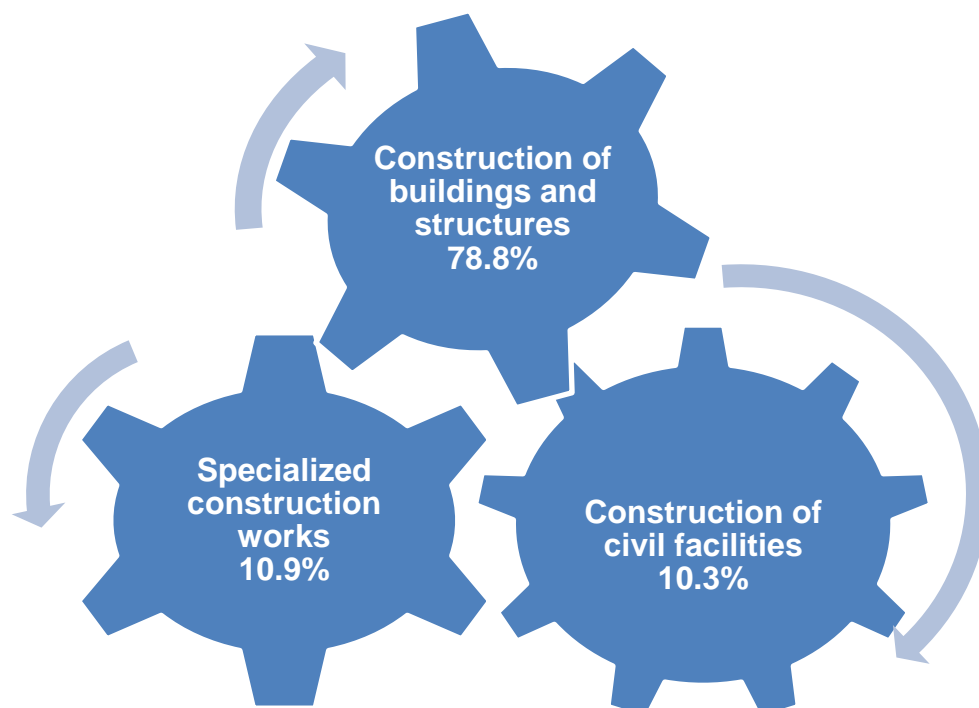 Construction of
buildings and
structures
78.8%
Specialized
construction
works
10.9%
Construction of
civil facilities
10.3%